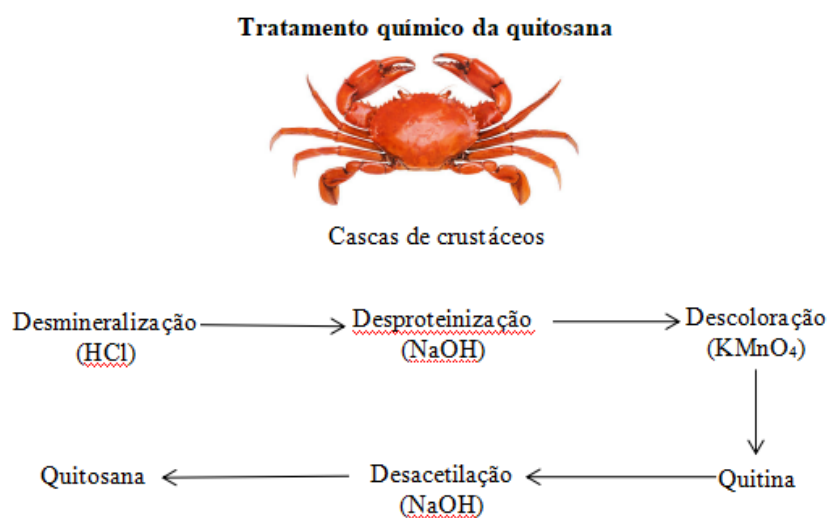 Tratamento químico da quitosana
Cascas de crustáceos
Desmineralização
(HCl)
Desproteinização
(NaOH)
Descoloração
(KMnO₄)
Quitina
Desacetilação
(NaOH)
Quitosana